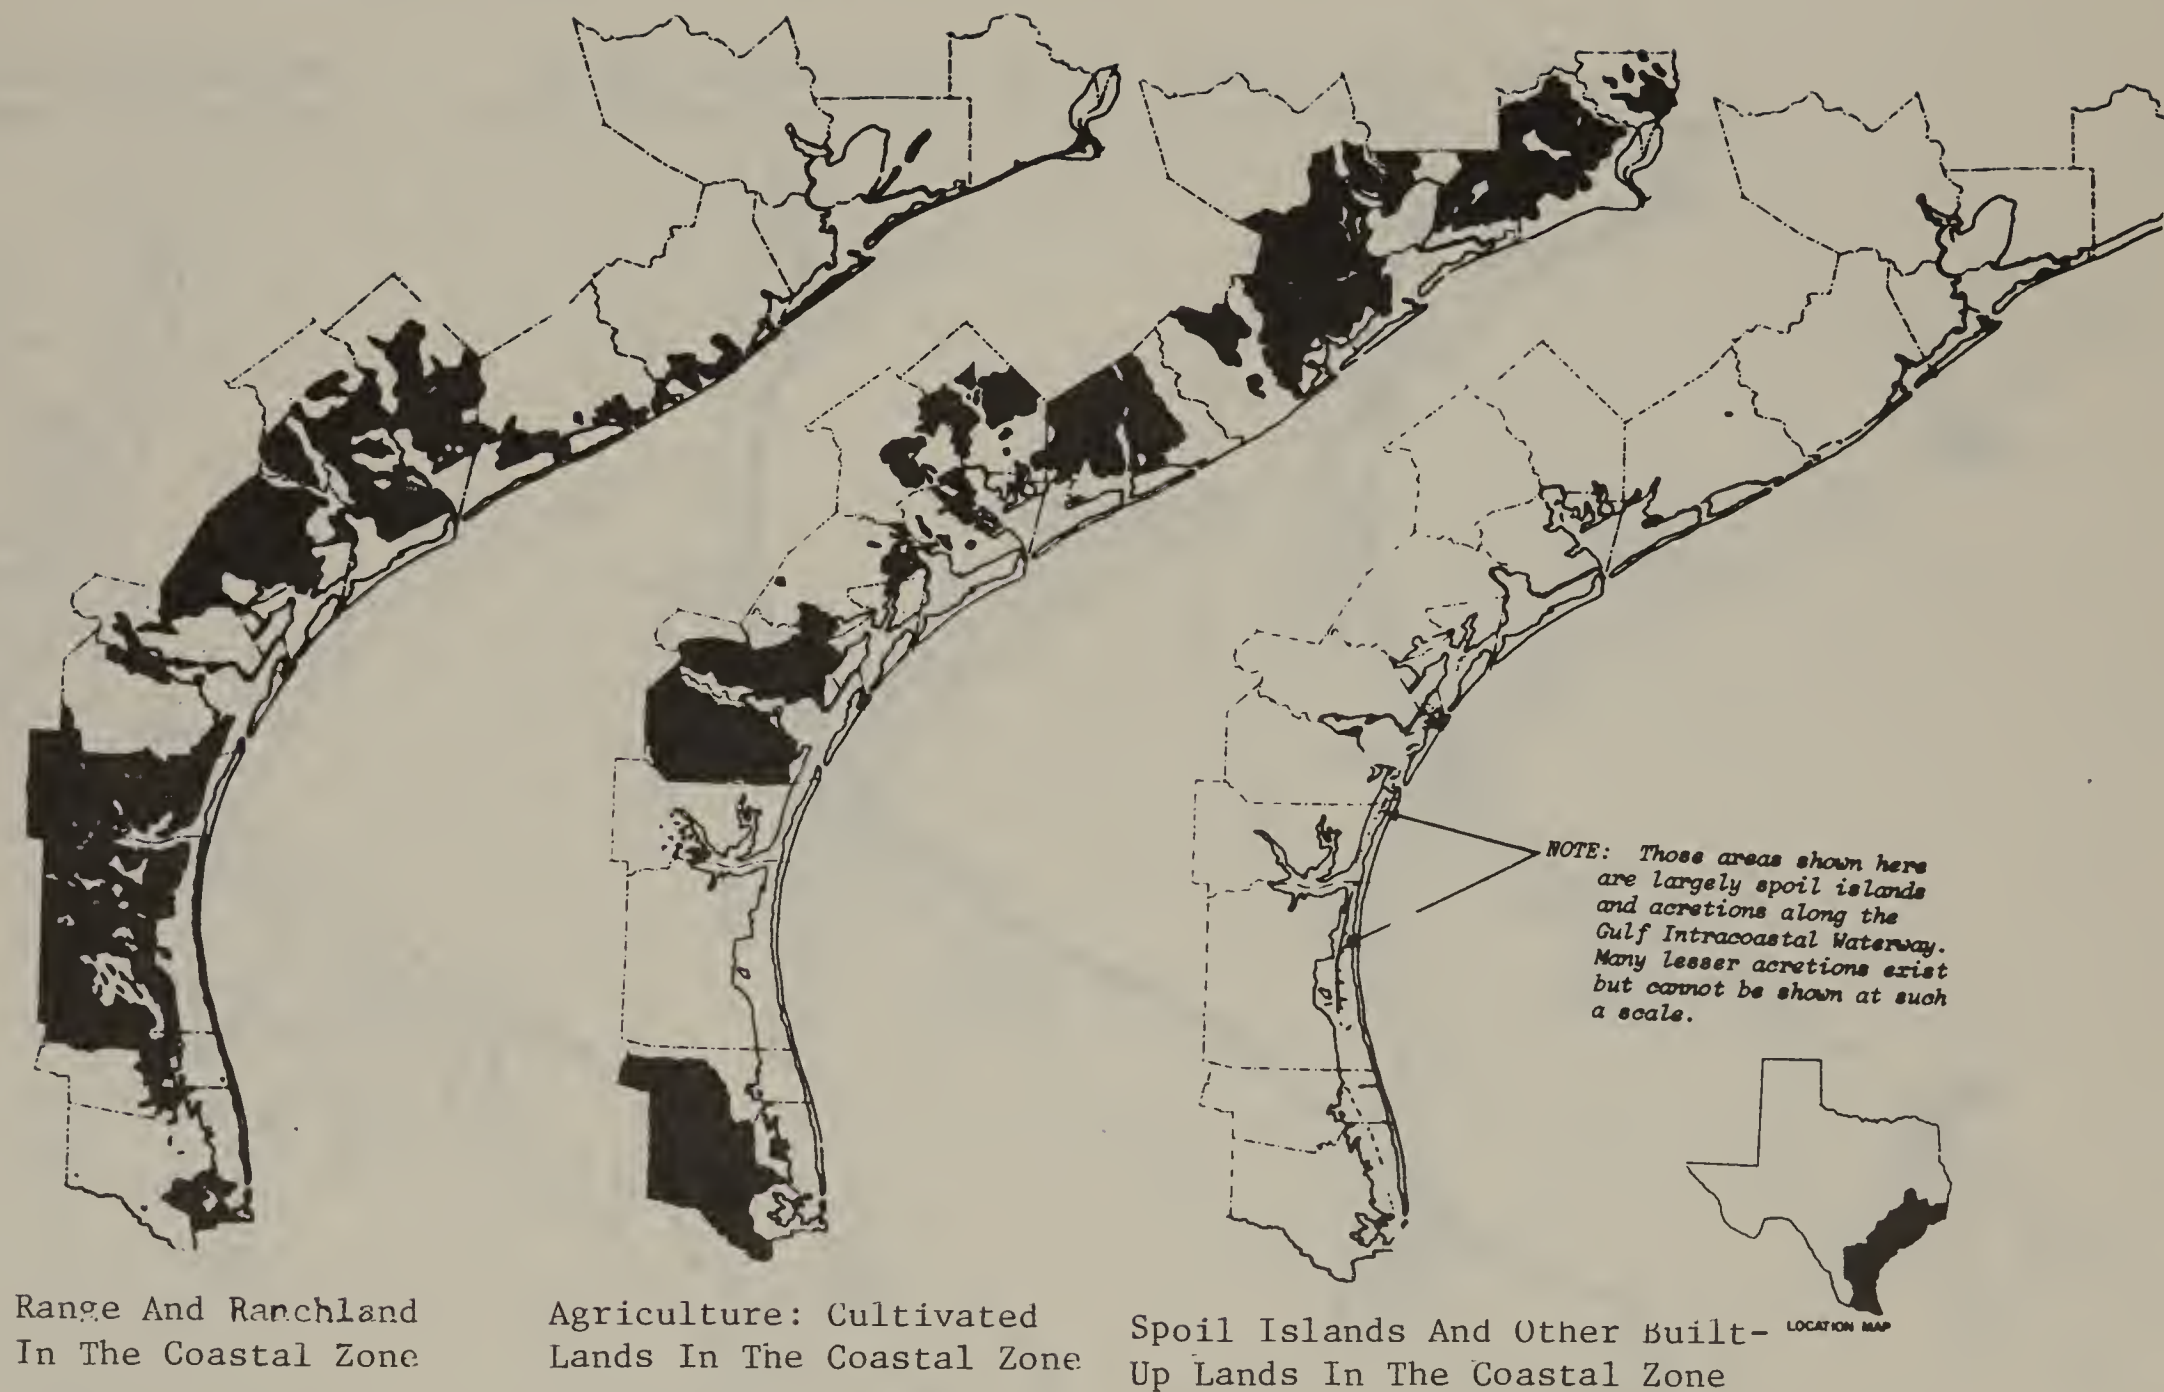 NOTE: Those areas shown here
are largely spoil islands
and acretions along the
Gulf Intracoastal Waterway.
Many lesser acretions exist
but cannot be shown at such
a scale.
LOCATION MAP
Range And Ranchland
In The Coastal Zone
Agriculture: Cultivated
Lands In The Coastal Zone
Spoil Islands And Other Built-
Up Lands In The Coastal Zone